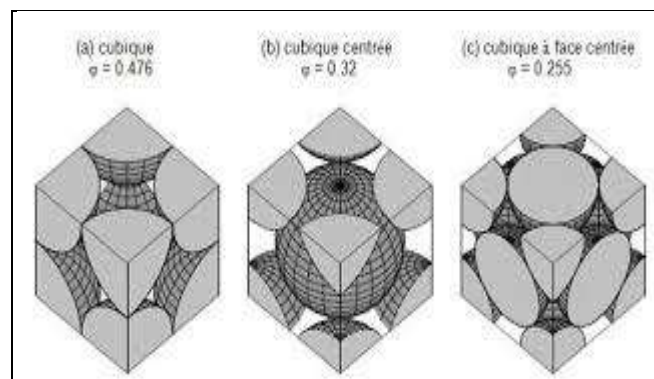 (a) cubique
φ = 0.476
(b) cubique centrée
φ = 0.32
(c) cubique à face centrée
φ = 0.255